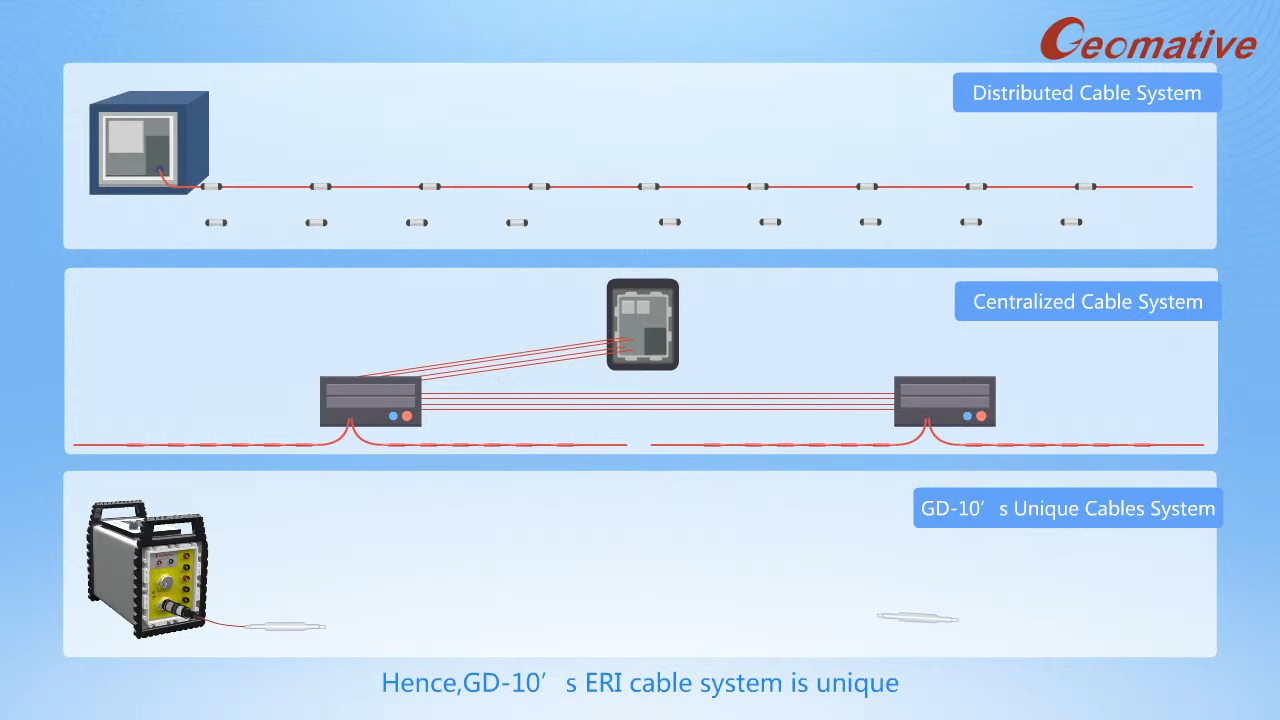 Geomative
Distributed Cable System
Centralized Cable System
GD-10′ s Unique Cables System
Hence,GD-10′ s ERI cable system is unique